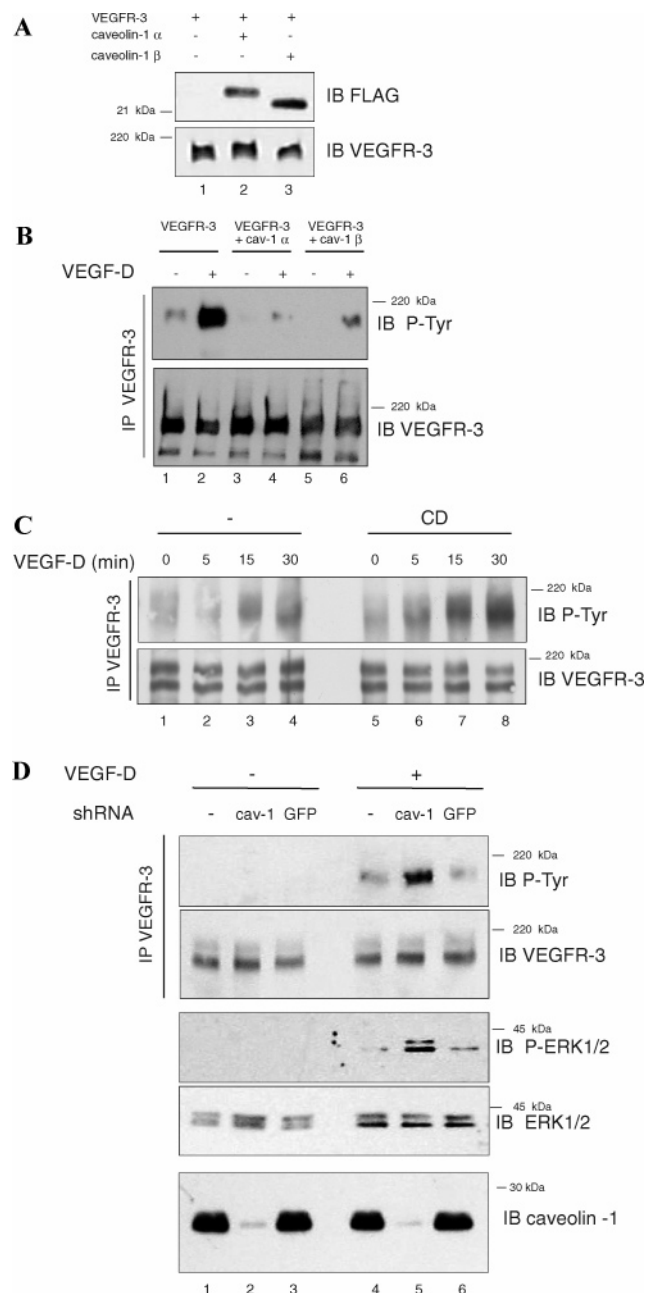 A
VEGFR-3 + + +
caveolin-1 α - + -
caveolin-1 β - - +
IB FLAG
21 kDa
220 kDa
IB VEGFR-3
1 2 3
B
VEGFR-3 VEGFR-3 + cav-1 α VEGFR-3 + cav-1 β
VEGF-D - + - + - +
220 kDa
IB P-Tyr
IP VEGFR-3
220 kDa
IB VEGFR-3
1 2 3 4 5 6
C
- CD
VEGF-D (min) 0 5 15 30 0 5 15 30
220 kDa
IB P-Tyr
IP VEGFR-3
220 kDa
IB VEGFR-3
1 2 3 4 5 6 7 8
D
VEGF-D - +
shRNA - cav-1 GFP - cav-1 GFP
220 kDa
IB P-Tyr
IP VEGFR-3
220 kDa
IB VEGFR-3
45 kDa
IB P-ERK1/2
45 kDa
IB ERK1/2
30 kDa
IB caveolin -1
1 2 3 4 5 6